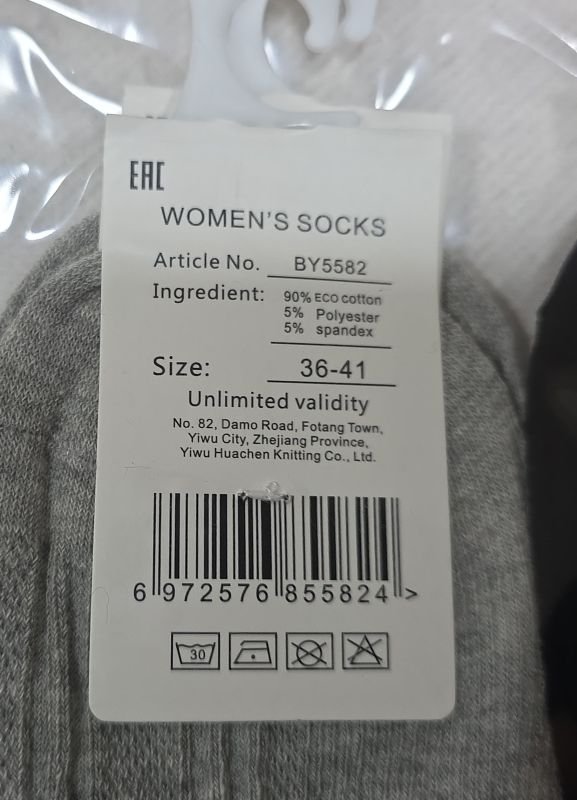 EAC
WOMEN'S SOCKS
Article No. BY5582
Ingredient: 90% ECO cotton
5% Polyester
5% spandex
Size: 36-41
Unlimited validity
No. 82, Damo Road, Fotang Town,
Yiwu City, Zhejiang Province,
Yiwu Huachen Knitting Co., Ltd.
6 972576 855824 >
30